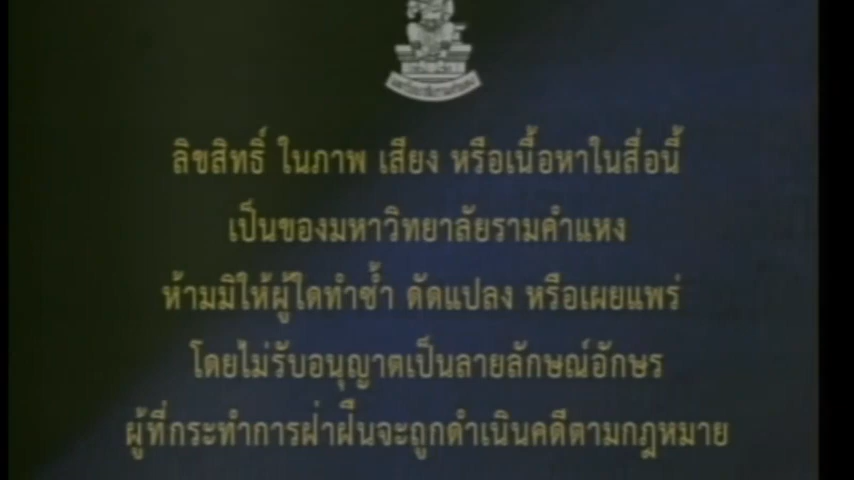 ลิขสิทธิ์ ในภาพ เสียง หรือเนื้อหาในสื่อนี้
เป็นของมหาวิทยาลัยรามคำแหง
ห้ามมิให้ผู้ใดทำซ้ำ ดัดแปลง หรือเผยแพร่
โดยไม่รับอนุญาตเป็นลายลักษณ์อักษร
ผู้ที่กระทำการฝ่าฝืนจะถูกดำเนินคดีตามกฎหมาย